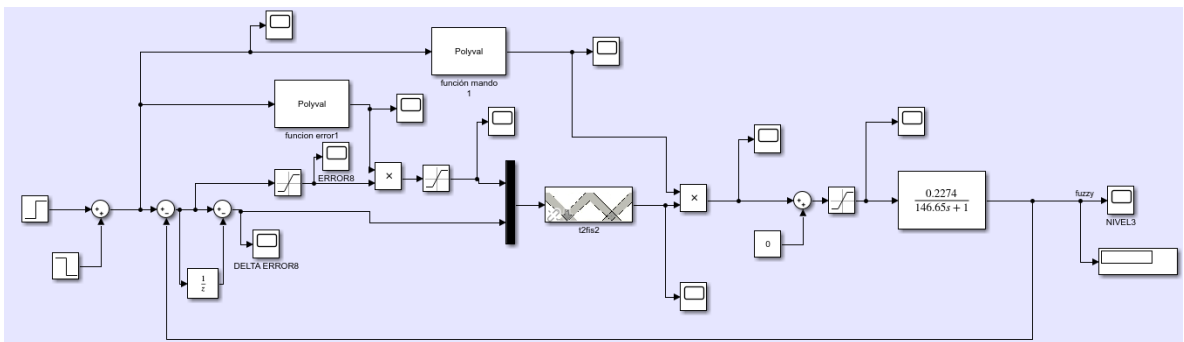 Polyval
función mando
1
Polyval
funcion error1
ERROR8
×
DELTA ERROR8
1
z
t2fis2
×
0
0.2274
146.65s + 1
fuzzy
NIVEL3